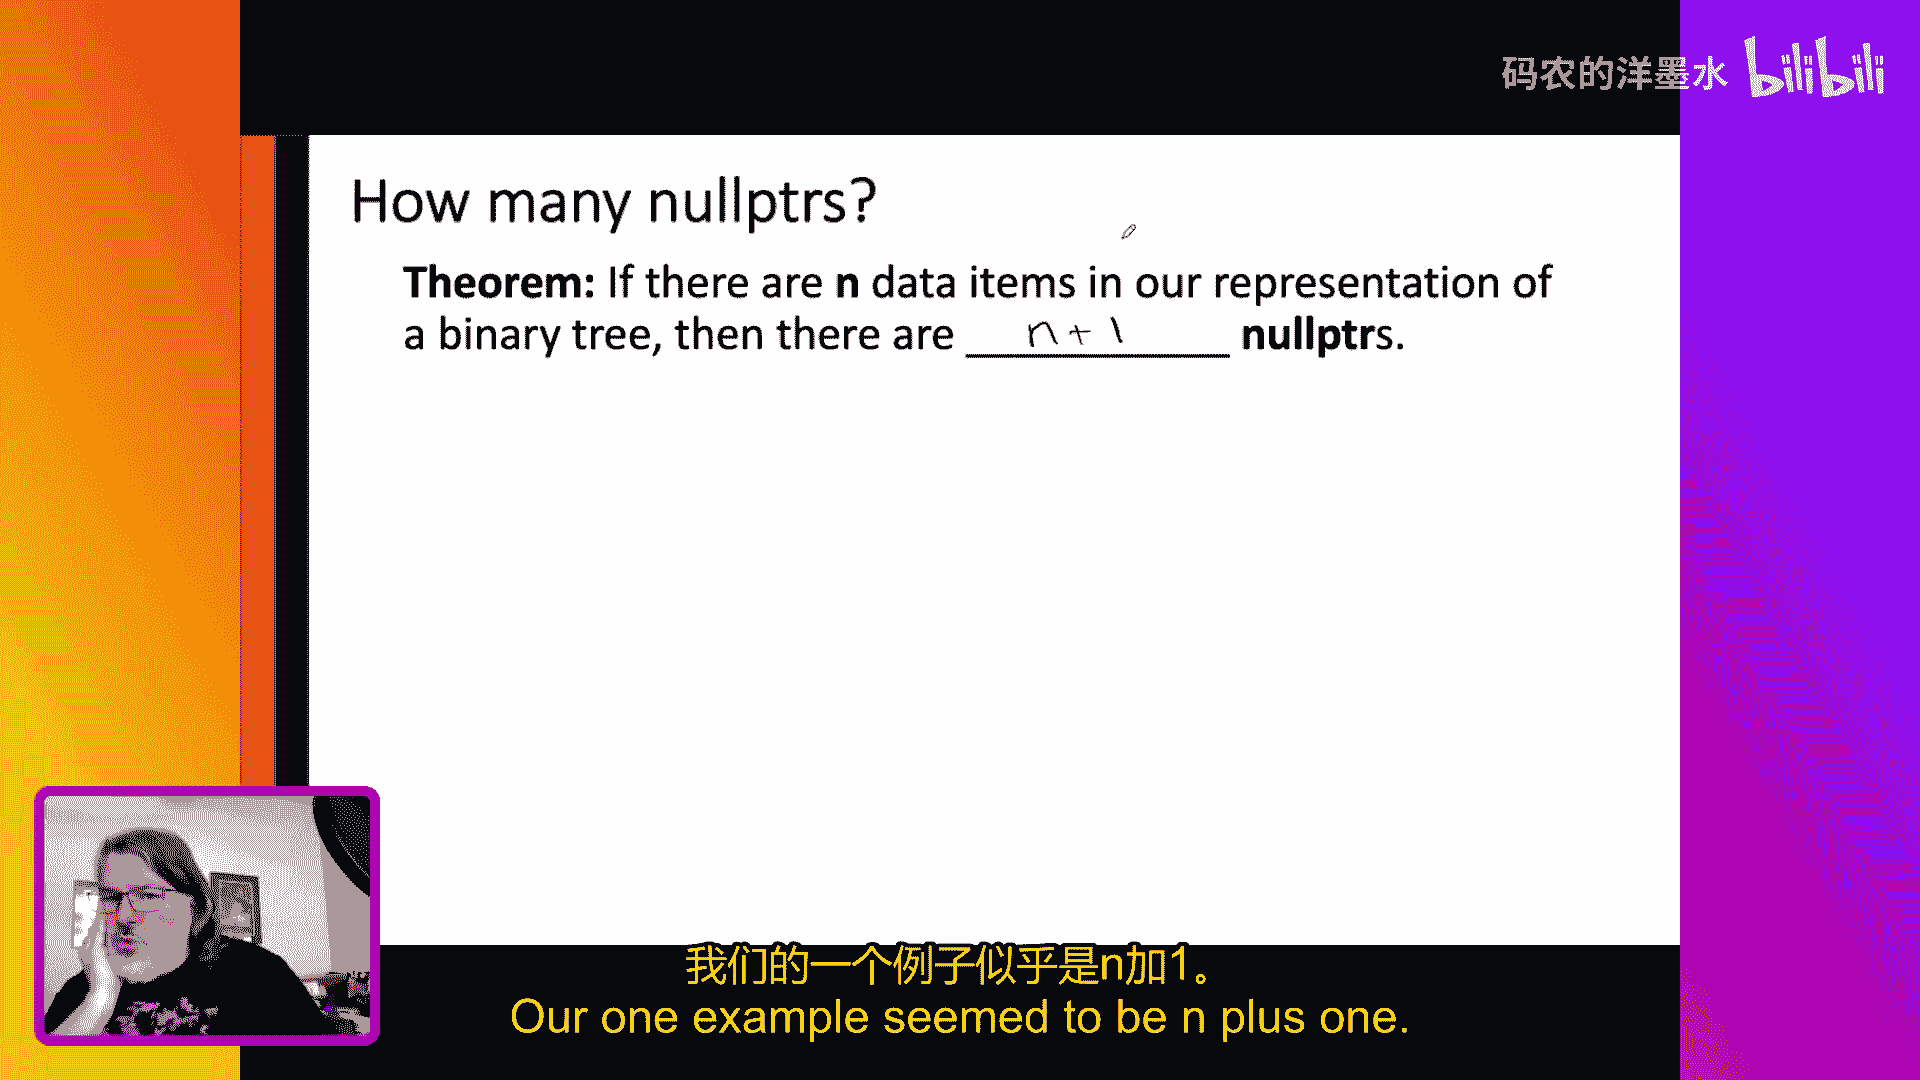 码农的洋墨水 bilibili
How many nullptrs?
Theorem: If there are n data items in our representation of
a binary tree, then there are n + 1 nullptrs.
我们的一个例子似乎是n加1。
Our one example seemed to be n plus one.